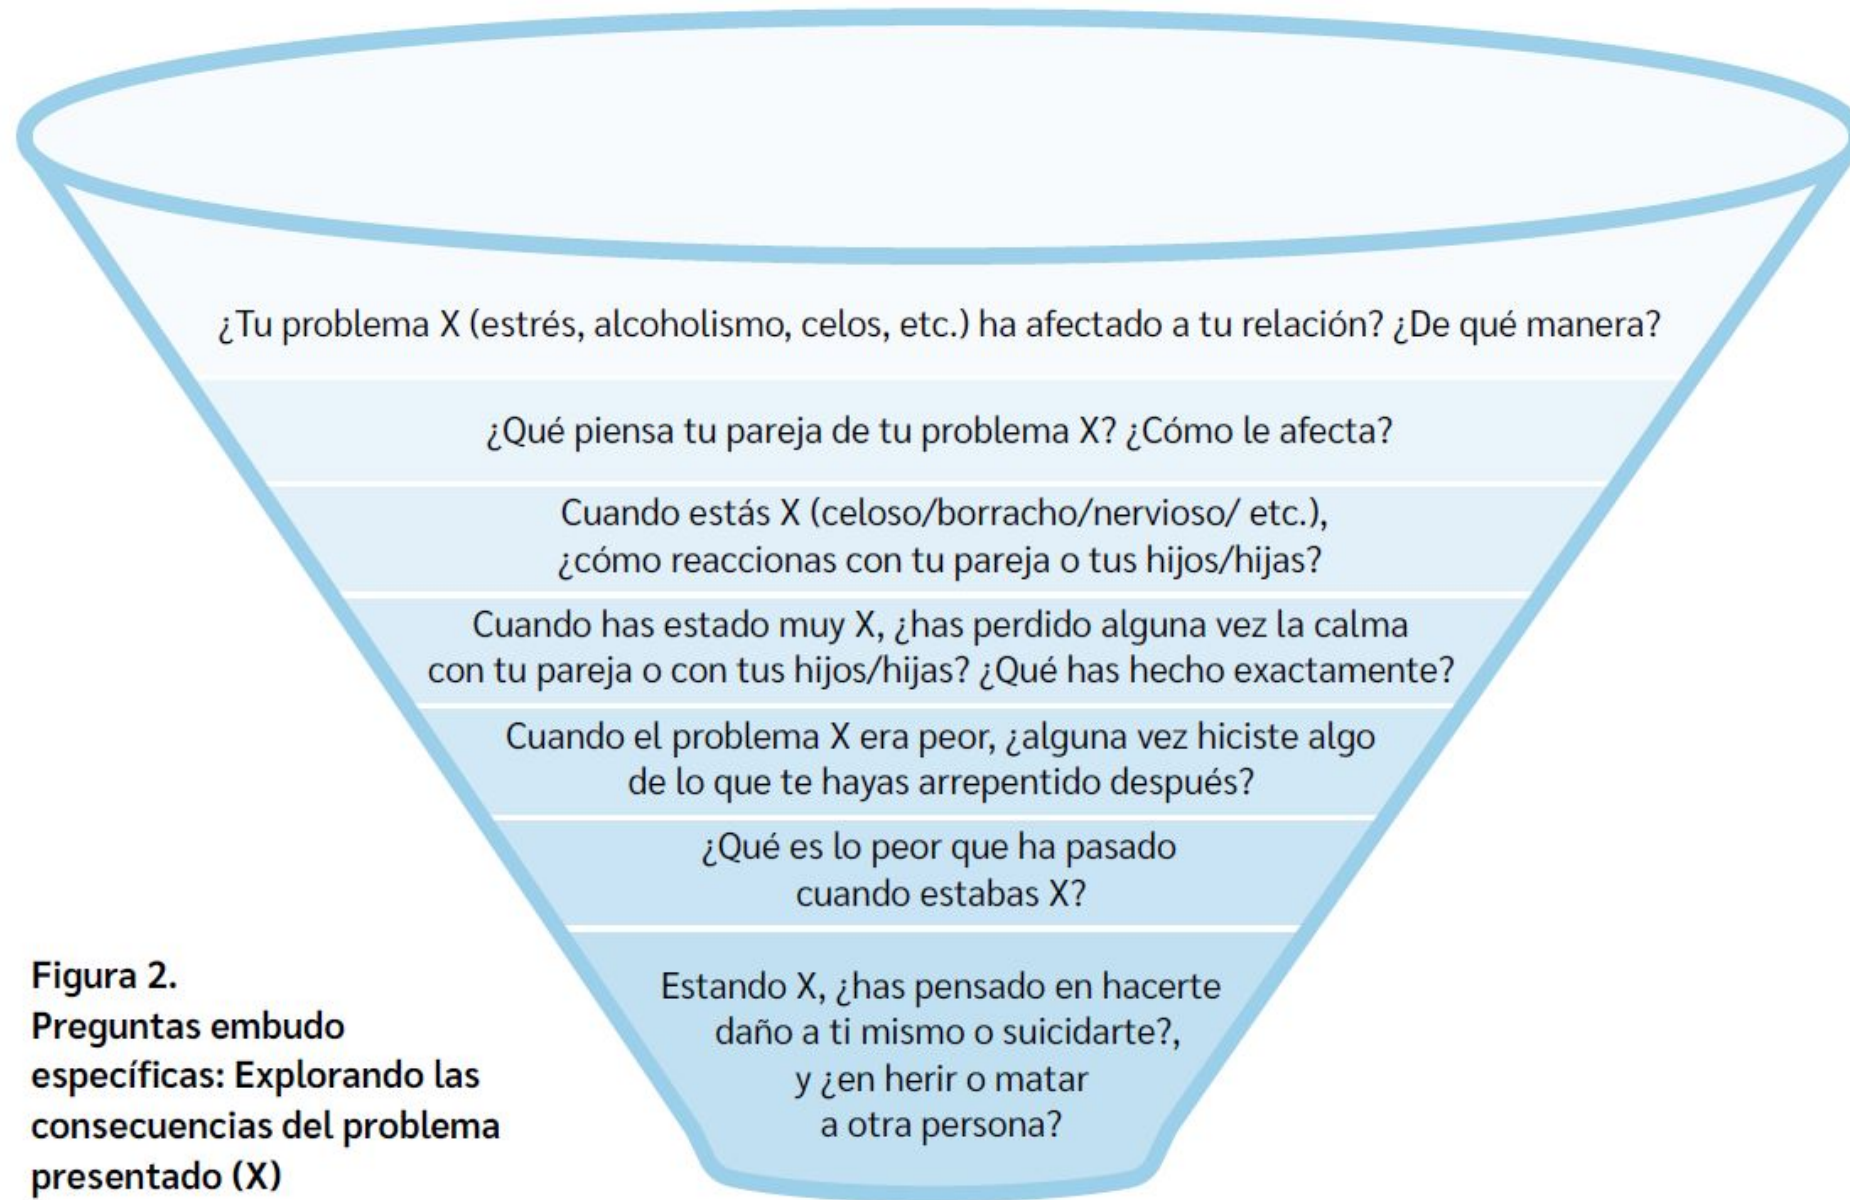 ¿Tu problema X (estrés, alcoholismo, celos, etc.) ha afectado a tu relación? ¿De qué manera?
¿Qué piensa tu pareja de tu problema X? ¿Cómo le afecta?
Cuando estás X (celoso/borracho/nervioso/ etc.),
¿cómo reaccionas con tu pareja o tus hijos/hijas?
Cuando has estado muy X, ¿has perdido alguna vez la calma
con tu pareja o con tus hijos/hijas? ¿Qué has hecho exactamente?
Cuando el problema X era peor, ¿alguna vez hiciste algo
de lo que te hayas arrepentido después?
¿Qué es lo peor que ha pasado
cuando estabas X?
Estando X, ¿has pensado en hacerte
daño a ti mismo o suicidarte?,
y ¿en herir o matar
a otra persona?
Figura 2.
Preguntas embudo
específicas: Explorando las
consecuencias del problema
presentado (X)